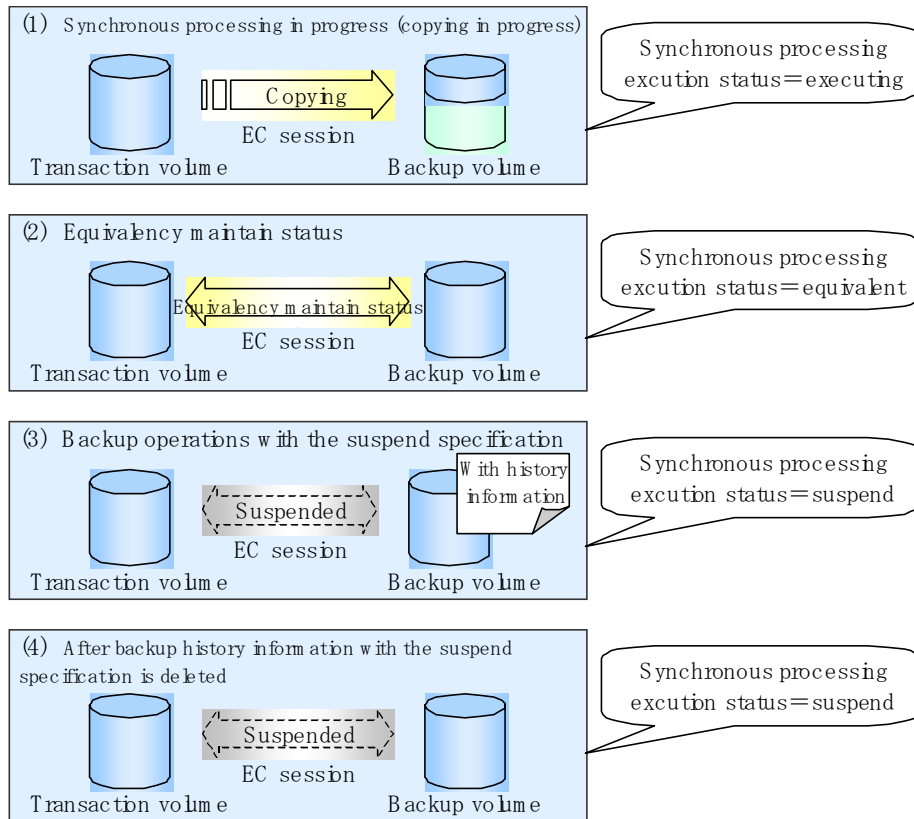 (1) Synchronous processing in progress (copying in progress)
Copying
EC session
Transaction volume
Backup volume
Synchronous processing
excution status＝executing
(2) Equivalency maintain status
Equivalency maintain status
EC session
Transaction volume
Backup volume
Synchronous processing
excution status＝equivalent
(3) Backup operations with the suspend specification
With history
information
Suspended
EC session
Transaction volume
Backup volume
Synchronous processing
excution status＝suspend
(4) After backup history information with the suspend
specification is deleted
Suspended
EC session
Transaction volume
Backup volume
Synchronous processing
excution status＝suspend